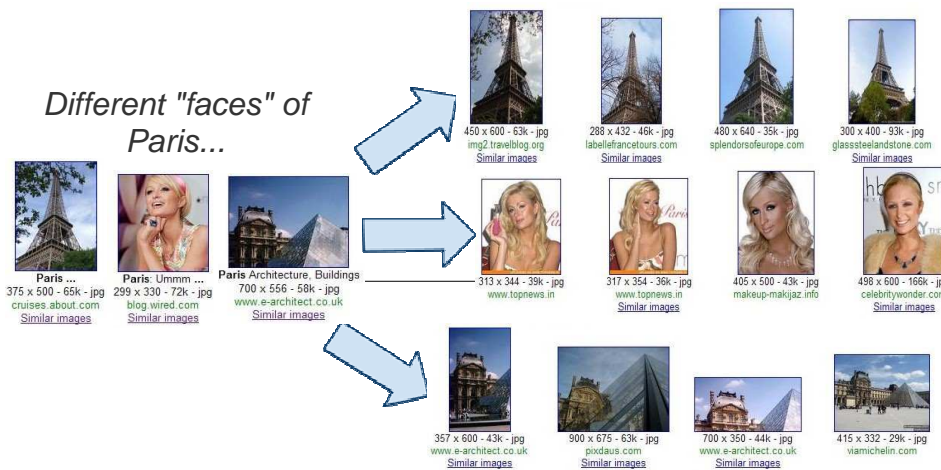 Different "faces" of
Paris...
Paris ...
375 x 500 - 65k - jpg
cruises.about.com
Similar images
Paris: Ummm ...
299 x 330 - 72k - jpg
blog.wired.com
Similar images
Paris Architecture, Buildings
700 x 556 - 58k - jpg
www.e-architect.co.uk
Similar images
450 x 600 - 63k - jpg
img2.travelblog.org
Similar images
288 x 432 - 46k - jpg
labellefrancetours.com
Similar images
480 x 640 - 35k - jpg
splendorsofeurope.com
300 x 400 - 93k - jpg
glasssteelandstone.com
Similar images
Paris
313 x 344 - 39k - jpg
www.topnews.in
Paris
317 x 354 - 36k - jpg
www.topnews.in
Similar images
405 x 500 - 43k - jpg
makeup-makijaz.info
498 x 600 - 166k - jpg
celebritywonder.con
Similar images
357 x 600 - 43k - jpg
www.e-architect.co.uk
Similar images
900 x 675 - 63k - jpg
pixdaus.com
Similar images
700 x 350 - 44k - jpg
www.e-architect.co.uk
Similar images
415 x 332 - 29k - jpg
viamichelin.com